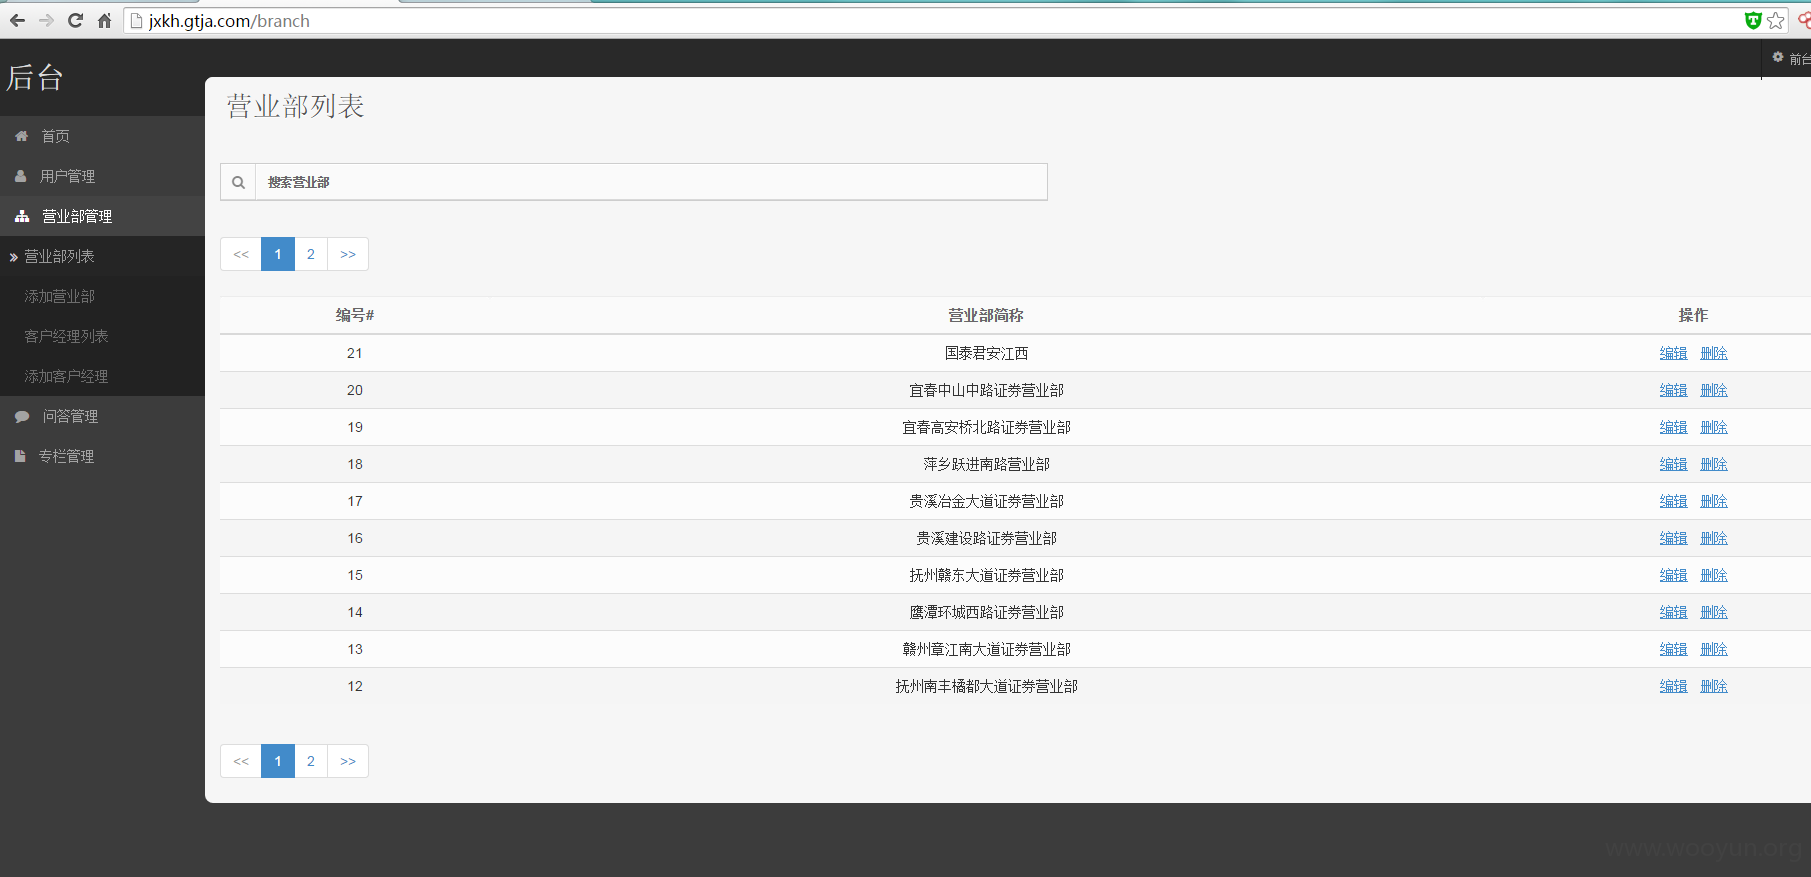 jxkh.gtja.com/branch
后台
前台
营业部列表
首页
用户管理
营业部管理
» 营业部列表
添加营业部
客户经理列表
添加客户经理
问答管理
专栏管理
搜索营业部
<< 1 2 >>
编号# 营业部简称 操作
21 国泰君安江西 编辑 删除
20 宜春中山中路证券营业部 编辑 删除
19 宜春高安桥北路证券营业部 编辑 删除
18 萍乡跃进南路营业部 编辑 删除
17 贵溪冶金大道证券营业部 编辑 删除
16 贵溪建设路证券营业部 编辑 删除
15 抚州赣东大道证券营业部 编辑 删除
14 鹰潭环城西路证券营业部 编辑 删除
13 赣州章江南大道证券营业部 编辑 删除
12 抚州南丰橘都大道证券营业部 编辑 删除
<< 1 2 >>
www.wooyun.org